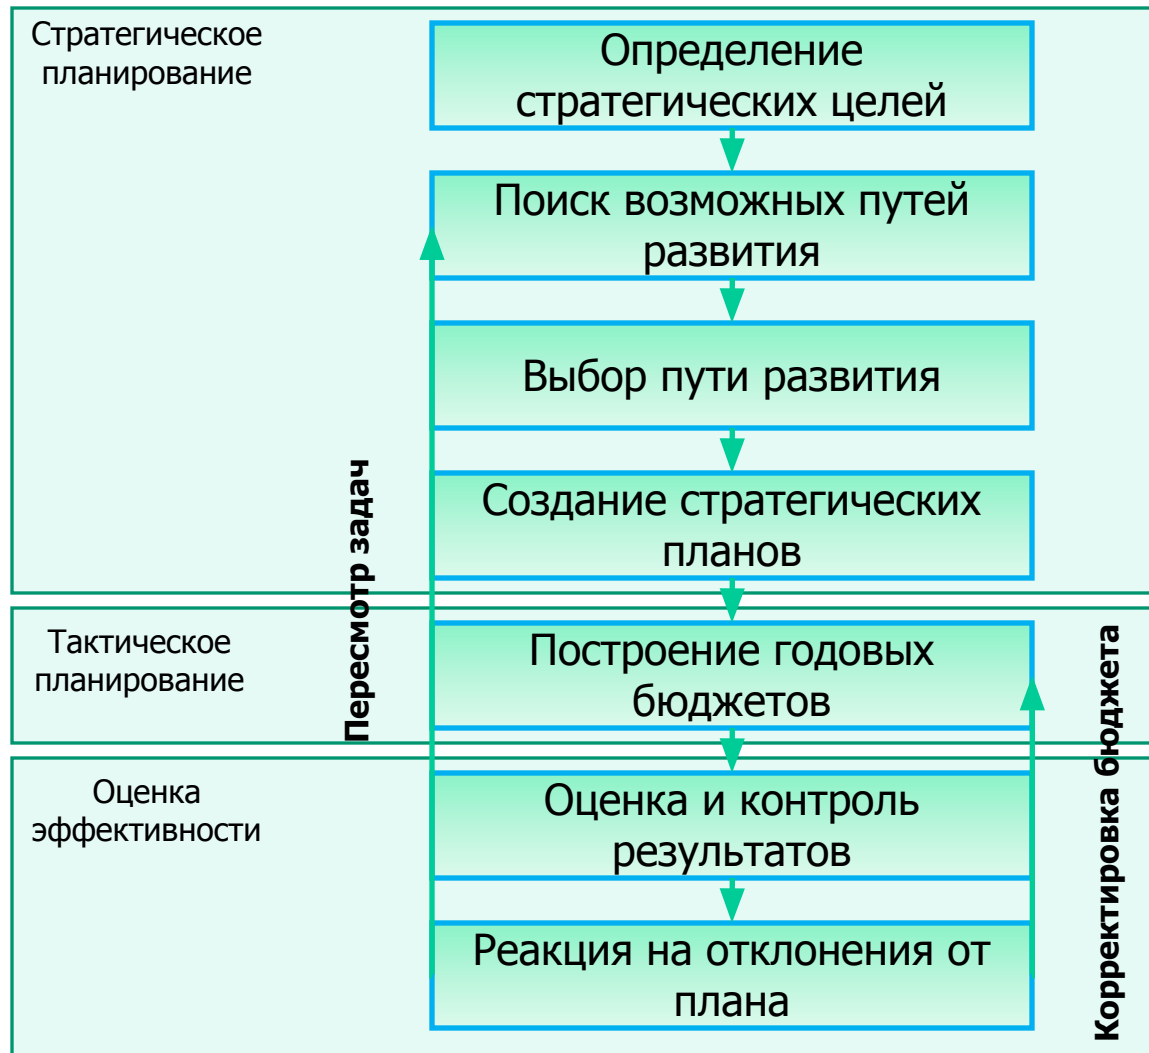 Стратегическое
планирование
Определение
стратегических целей
Поиск возможных путей
развития
Выбор пути развития
Создание стратегических
планов
Пересмотр задач
Тактическое
планирование
Построение годовых
бюджетов
Корректировка бюджета
Оценка
эффективности
Оценка и контроль
результатов
Реакция на отклонения от
плана